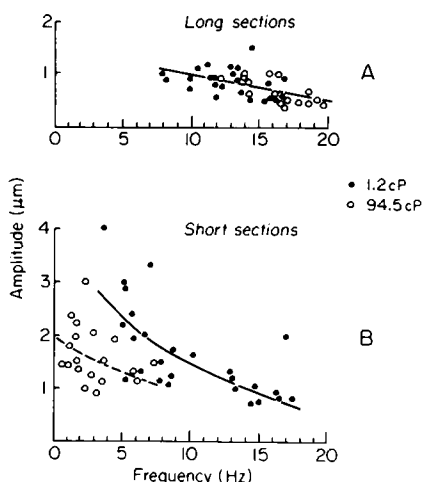 Long sections
2
1
0 5 10 15 20
A
1.2cP
94.5cP
Amplitude (µm)
Short sections
4
3
2
1
B
0 5 10 15 20
Frequency (Hz)